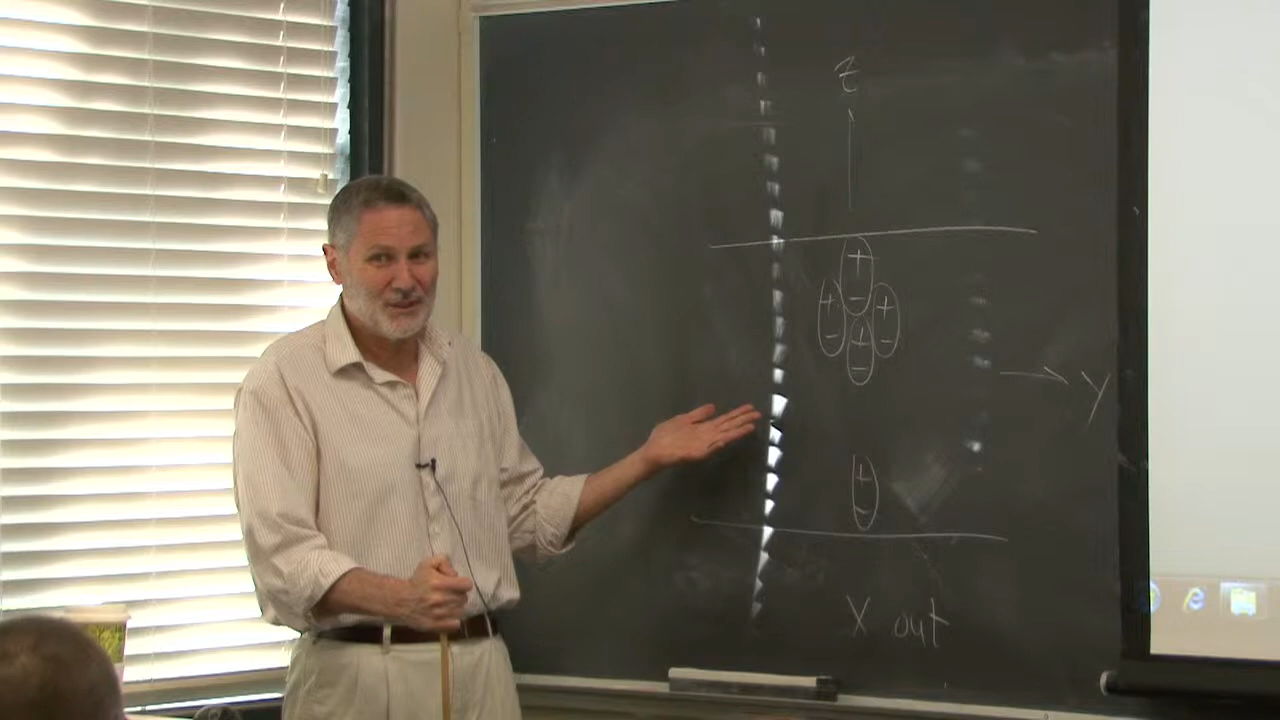 z
+
-
+ +
- + -
-
Y
+
-
X out